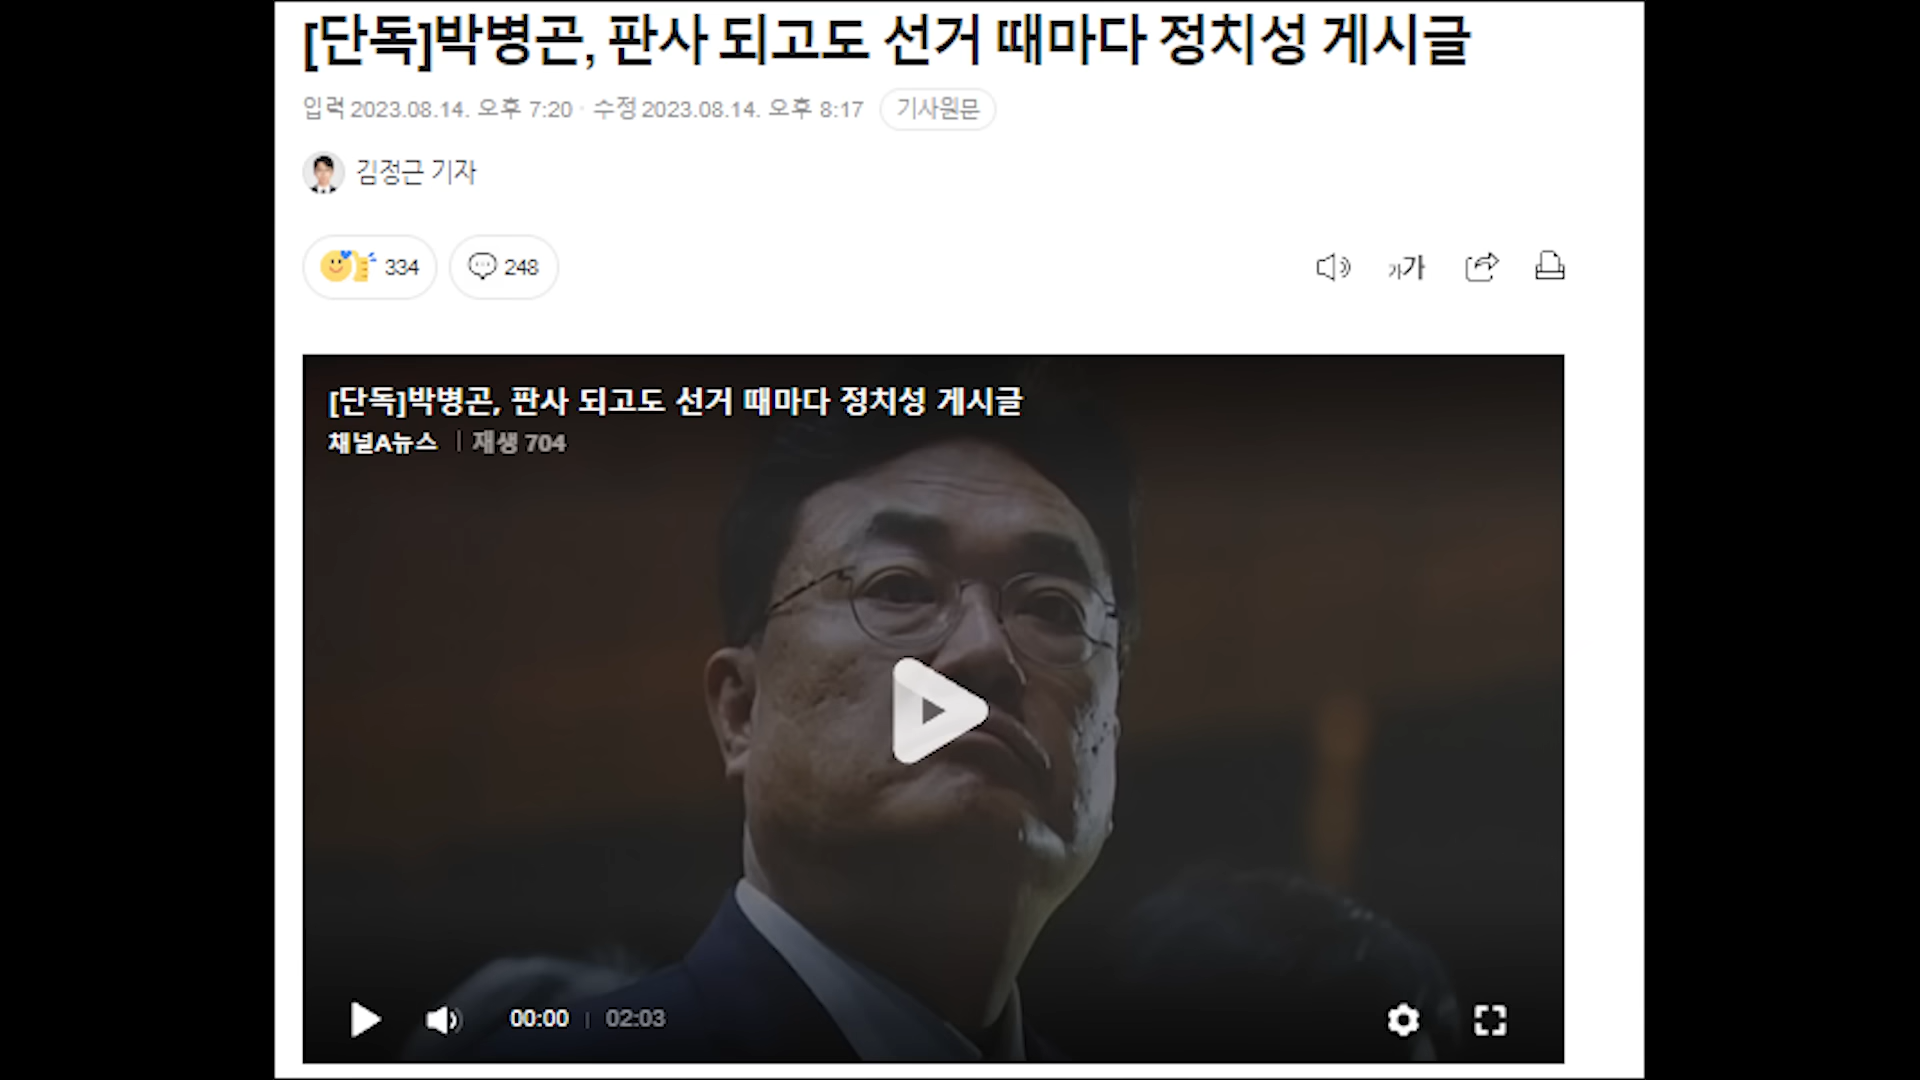 [단독]박병곤, 판사 되고도 선거 때마다 정치성 게시글
입력 2023.08.14. 오후 7:20 · 수정 2023.08.14. 오후 8:17 기사원문
김정근 기자
334 248
가가
[단독]박병곤, 판사 되고도 선거 때마다 정치성 게시글
채널A뉴스 | 재생 704
00:00 | 02:03